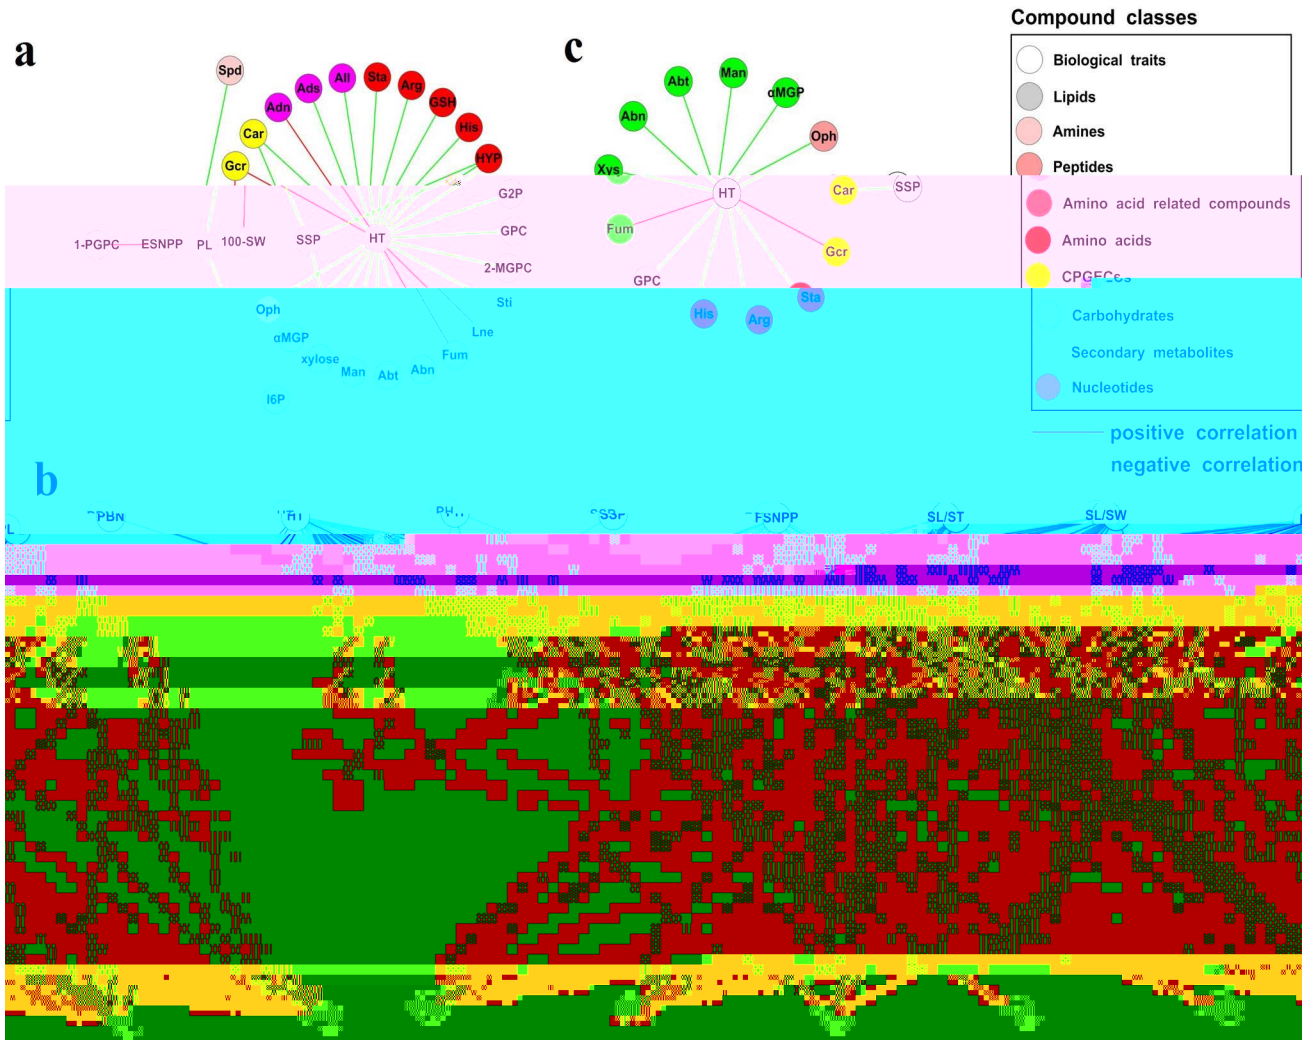 a
c
Compound classes
Biological traits
Lipids
Amines
Peptides
Amino acid related compounds
Amino acids
Carbohydrates
Secondary metabolites
Nucleotides
positive correlation
negative correlation
Spd
Adn
Ads
All
Sta
Arg
GSH
His
HYP
Car
Gcr
G2P
GPC
2-MGPC
Sti
Lne
Fum
Abn
Abt
Man
xylose
αMGP
Oph
I6P
1-PGPC
ESNPP
PL
100-SW
SSP
HT
Abn
Abt
Man
αMGP
Oph
Xys
HT
Car
SSP
Fum
Gcr
GPC
His
Arg
Sta
b
HT
SL/ST
SL/SW